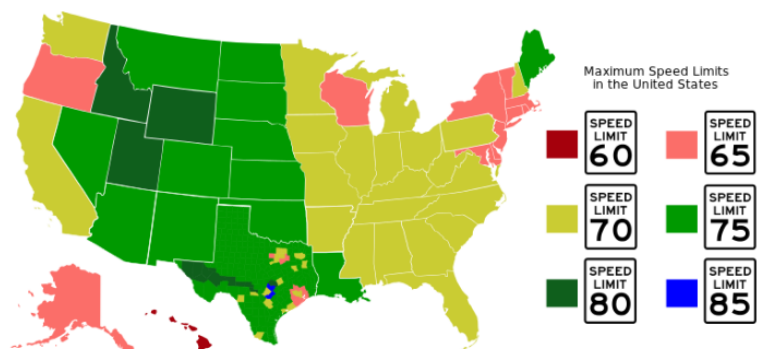 Maximum Speed Limits
in the United States
SPEED
LIMIT
60
SPEED
LIMIT
65
SPEED
LIMIT
70
SPEED
LIMIT
75
SPEED
LIMIT
80
SPEED
LIMIT
85